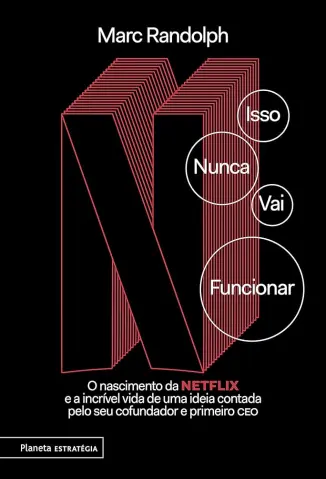 Marc Randolph
Isso
Nunca
Vai
Funcionar
O nascimento da NETFLIX
e a incrível vida de uma ideia contada
pelo seu cofundador e primeiro CEO
Planeta ESTRATÉGIA